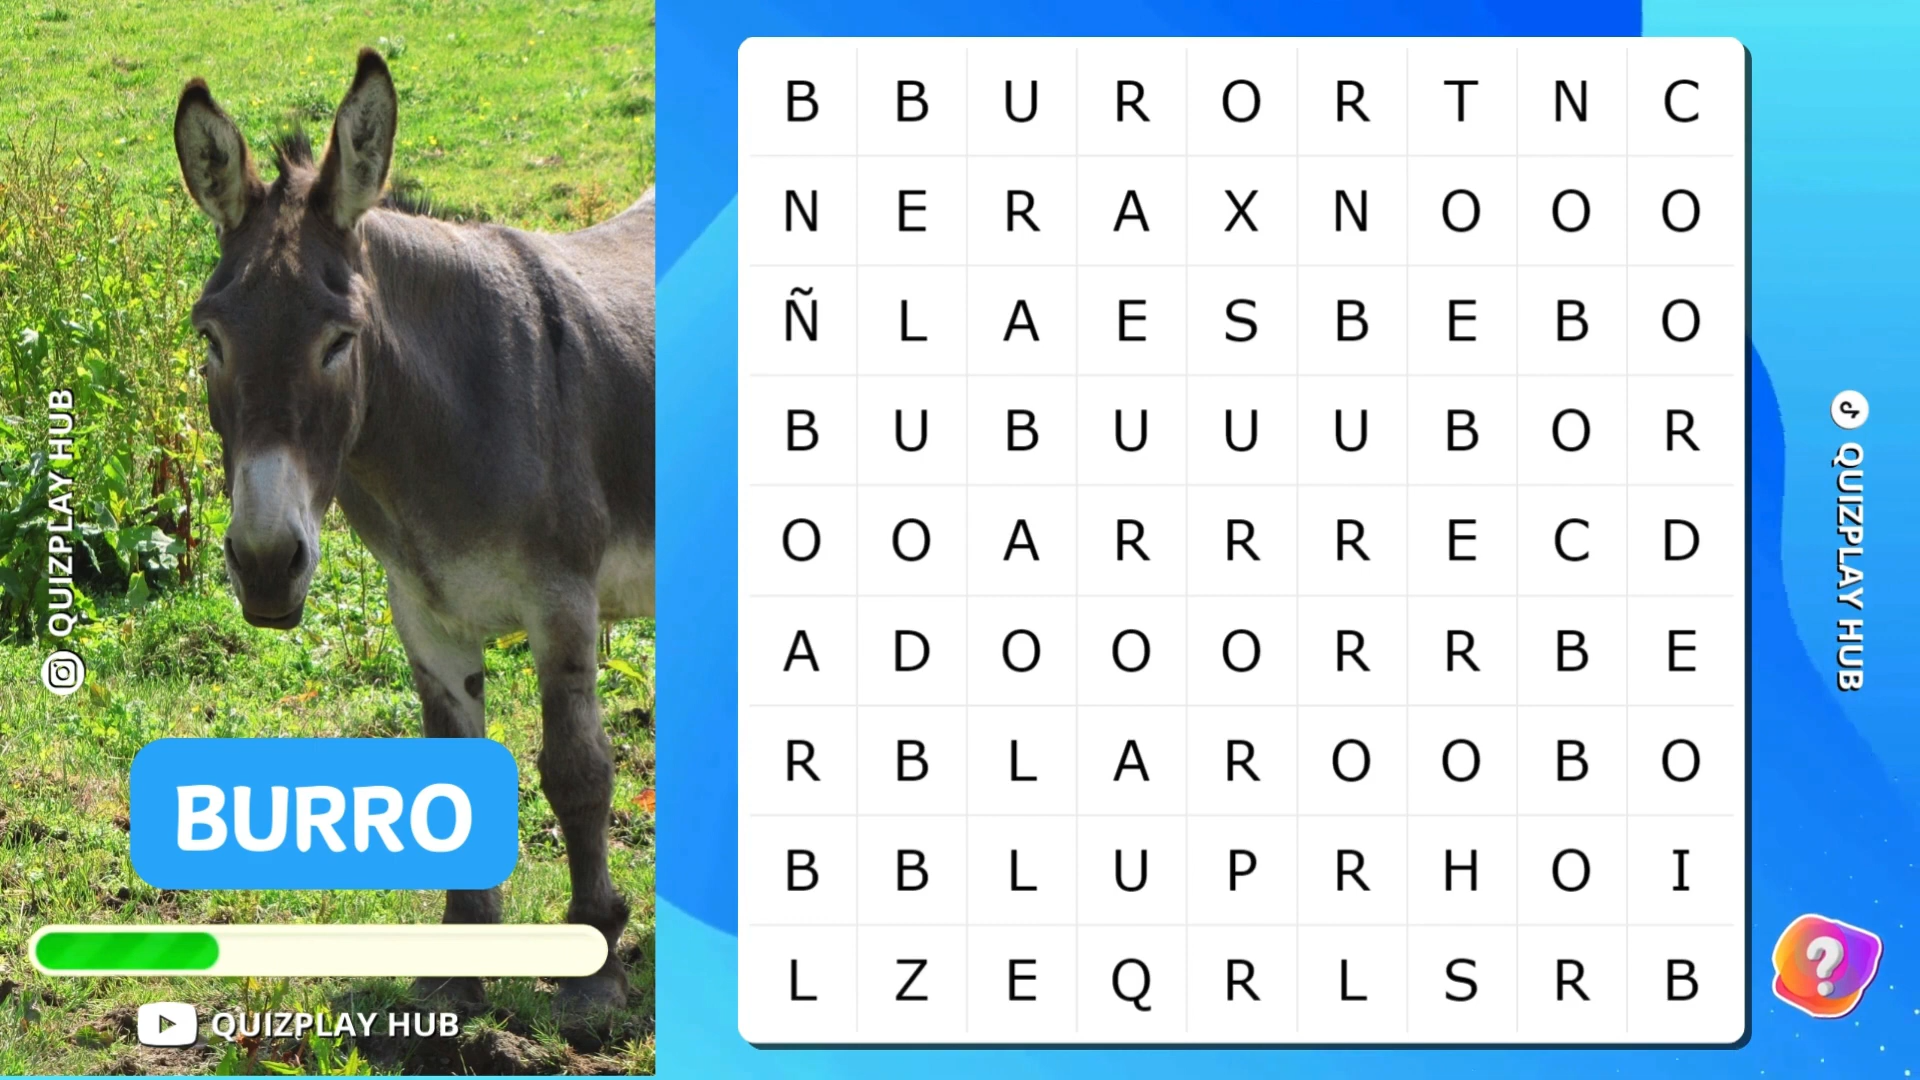 B B U R O R T N C
N E R A X N O O O
Ñ L A E S B E B O
B U B U U U B O R
O O A R R R E C D
A D O O O R R B E
R B L A R O O B O
B B L U P R H O I
L Z E Q R L S R B
QUIZPLAY HUB
BURRO
QUIZPLAY HUB
QUIZPLAY HUB
?